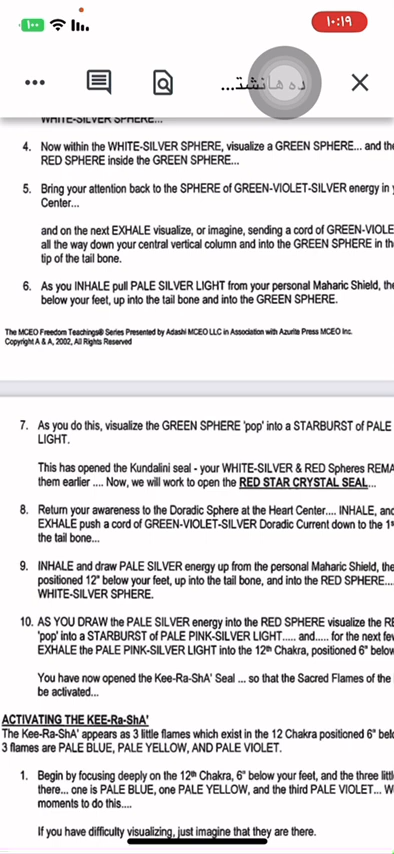 ۱۰۰
۱۰:۱۹
ده هانشتـ...
WHITE-SILVER SPHERE...
4. Now within the WHITE-SILVER SPHERE, visualize a GREEN SPHERE... and the
RED SPHERE inside the GREEN SPHERE...
5. Bring your attention back to the SPHERE of GREEN-VIOLET-SILVER energy in
Center...
and on the next EXHALE visualize, or imagine, sending a cord of GREEN-VIOLE
all the way down your central vertical column and into the GREEN SPHERE in th
tip of the tail bone.
6. As you INHALE pull PALE SILVER LIGHT from your personal Maharic Shield, the
below your feet, up into the tail bone and into the GREEN SPHERE.
The MCEO Freedom Teachings® Series Presented by Adashi MCEO LLC in Association with Azurite Press MCEO Inc.
Copyright A & A, 2002, All Rights Reserved
7. As you do this, visualize the GREEN SPHERE 'pop' into a STARBURST of PALE
LIGHT.
This has opened the Kundalini seal - your WHITE-SILVER & RED Spheres REMA
them earlier .... Now, we will work to open the RED STAR CRYSTAL SEAL...
8. Return your awareness to the Doradic Sphere at the Heart Center.... INHALE, and
EXHALE push a cord of GREEN-VIOLET-SILVER Doradic Current down to the 1
the tail bone...
9. INHALE and draw PALE SILVER energy up from the personal Maharic Shield, the
positioned 12" below your feet, up into the tail bone, and into the RED SPHERE...
WHITE-SILVER SPHERE.
10. AS YOU DRAW the PALE SILVER energy into the RED SPHERE visualize the RE
'pop' into a STARBURST of PALE PINK-SILVER LIGHT..... and..... for the next fe
EXHALE the PALE PINK-SILVER LIGHT into the 12th Chakra, positioned 6" below
You have now opened the Kee-Ra-ShA' Seal ... so that the Sacred Flames of the
be activated...
ACTIVATING THE KEE-Ra-ShA'
The Kee-Ra-ShA' appears as 3 little flames which exist in the 12 Chakra positioned 6" bel
3 flames are PALE BLUE, PALE YELLOW, AND PALE VIOLET.
1. Begin by focusing deeply on the 12th Chakra, 6" below your feet, and the three littl
there... one is PALE BLUE, one PALE YELLOW, and the third PALE VIOLET... W
moments to do this....
If you have difficulty visualizing, just imagine that they are there.